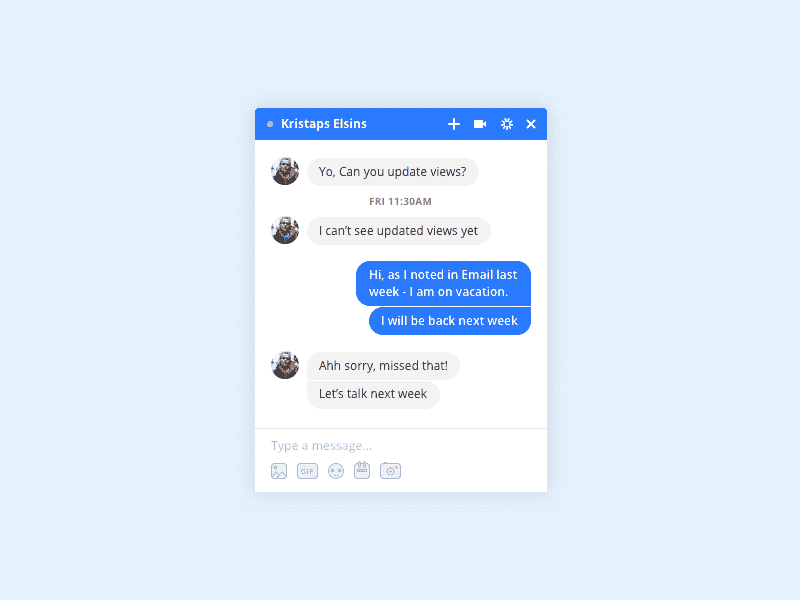 Kristaps Elsins
Yo, Can you update views?
FRI 11:30AM
I can't see updated views yet
Hi, as I noted in Email last
week - I am on vacation.
I will be back next week
Ahh sorry, missed that!
Let's talk next week
Type a message...
GIF